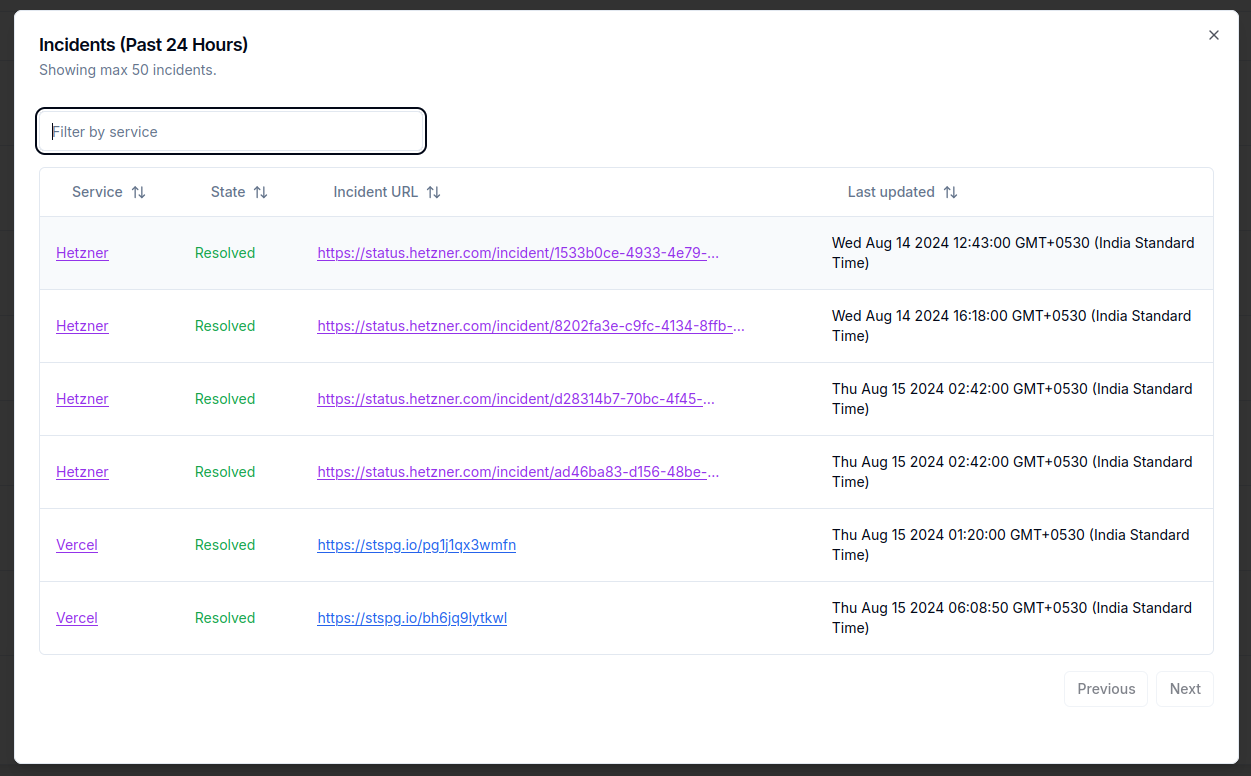 Incidents (Past 24 Hours)
Showing max 50 incidents.
Filter by service
Service State Incident URL Last updated
Hetzner Resolved https://status.hetzner.com/incident/1533b0ce-4933-4e79-... Wed Aug 14 2024 12:43:00 GMT+0530 (India Standard
Time)
Hetzner Resolved https://status.hetzner.com/incident/8202fa3e-c9fc-4134-8ffb-... Wed Aug 14 2024 16:18:00 GMT+0530 (India Standard
Time)
Hetzner Resolved https://status.hetzner.com/incident/d28314b7-70bc-4f45-... Thu Aug 15 2024 02:42:00 GMT+0530 (India Standard
Time)
Hetzner Resolved https://status.hetzner.com/incident/ad46ba83-d156-48be-... Thu Aug 15 2024 02:42:00 GMT+0530 (India Standard
Time)
Vercel Resolved https://stspg.io/pg1j1qx3wmfn Thu Aug 15 2024 01:20:00 GMT+0530 (India Standard
Time)
Vercel Resolved https://stspg.io/bh6jq9lytkwl Thu Aug 15 2024 06:08:50 GMT+0530 (India Standard
Time)
Previous Next